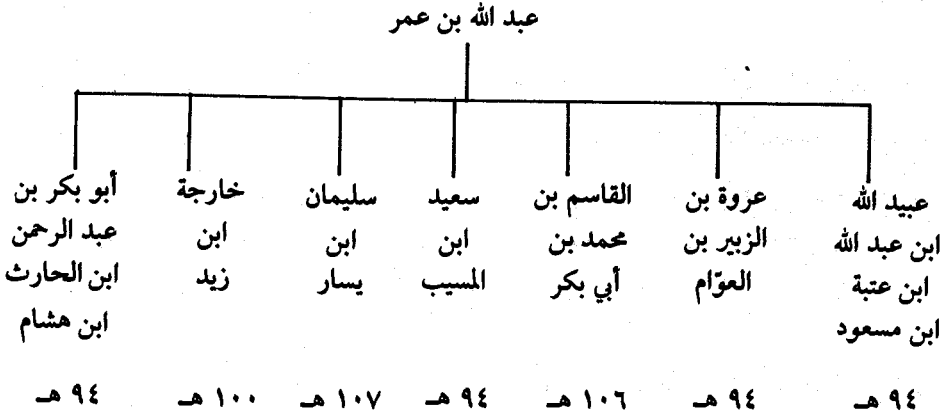 عبد الله بن عمر
عبيد الله
ابن عبد الله
ابن عتبة
ابن مسعود
٩٤ هـ
عروة بن
الزبير بن
العوّام
٩٤ هـ
القاسم بن
محمد بن
أبي بكر
١٠٦ هـ
سعيد
ابن
المسيب
٩٤ هـ
سليمان
ابن
يسار
١٠٧ هـ
خارجة
ابن
زيد
١٠٠ هـ
أبو بكر بن
عبد الرحمن
ابن الحارث
ابن هشام
٩٤ هـ